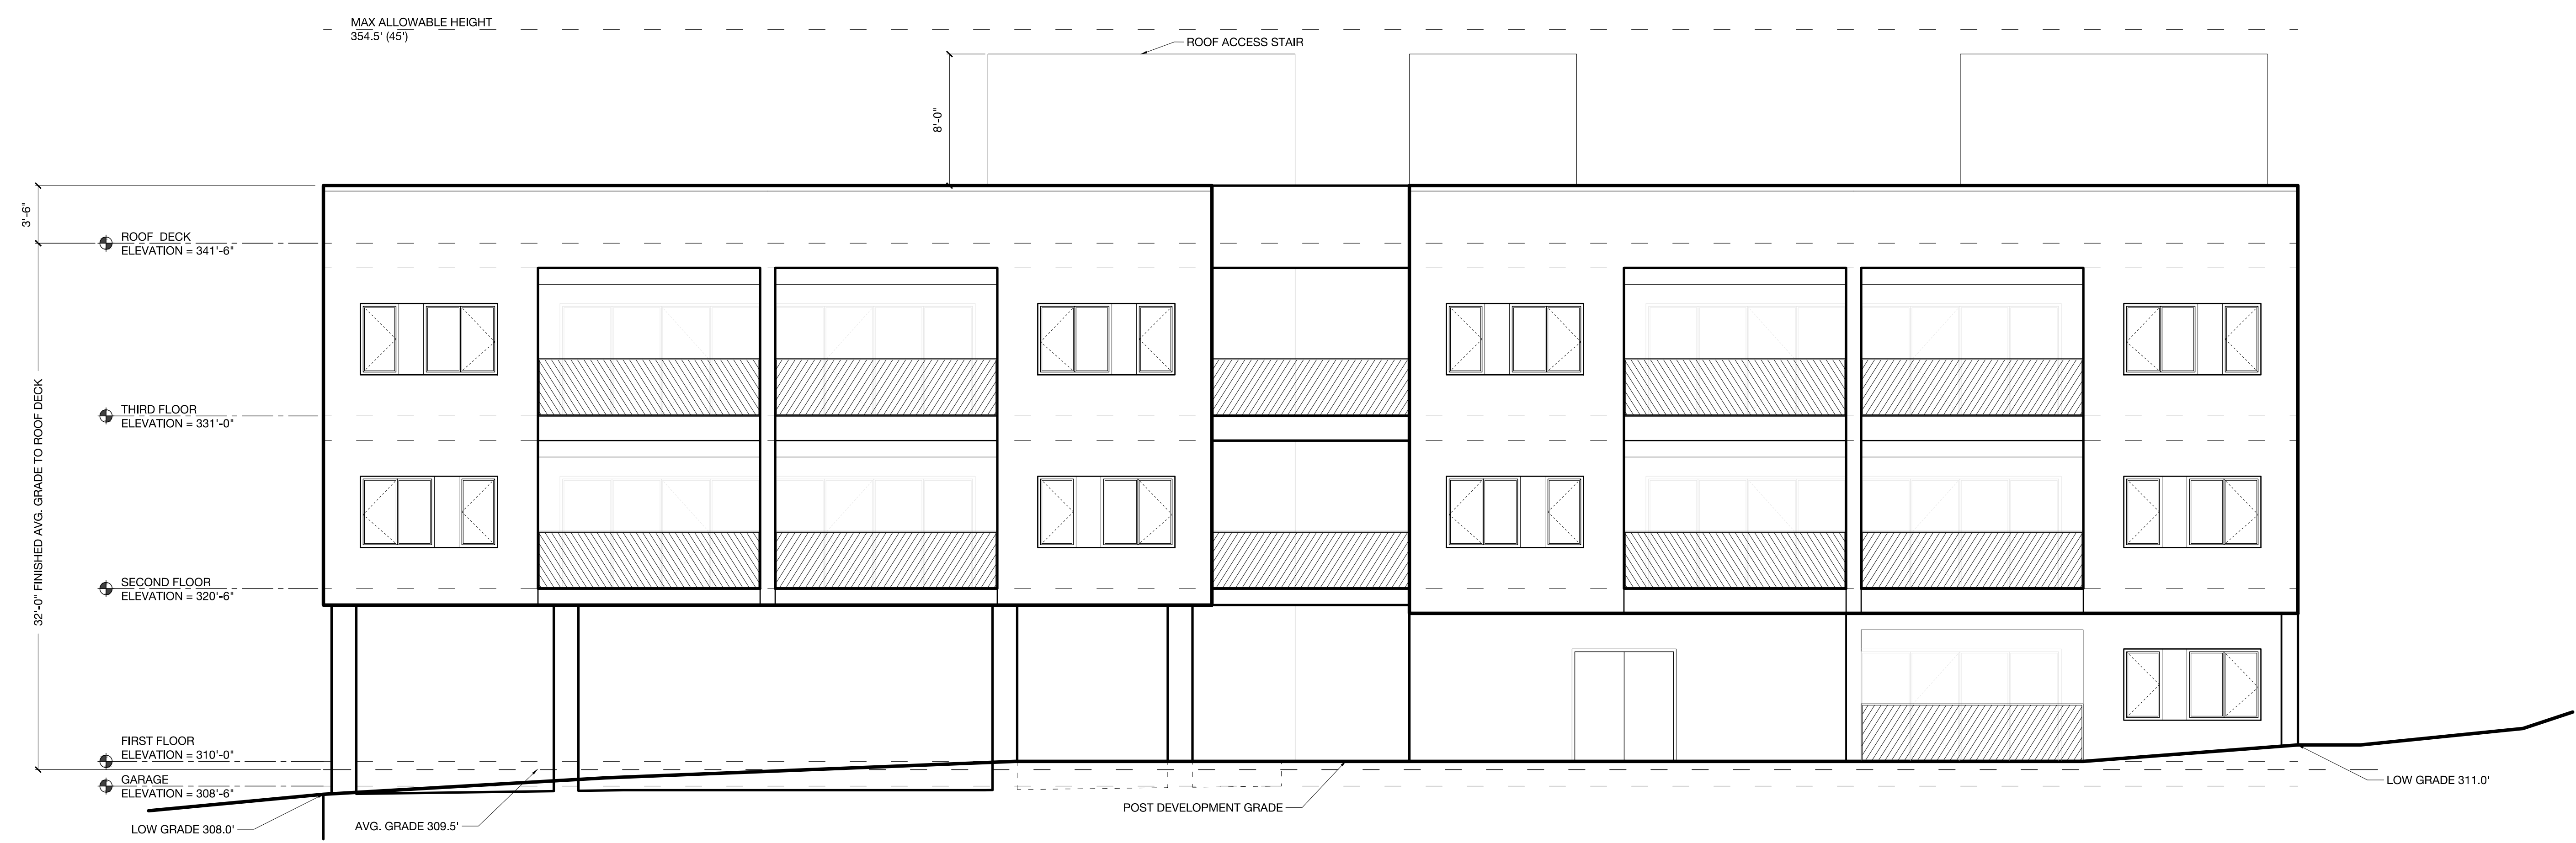 MAX ALLOWABLE HEIGHT
354.5' (45')
ROOF ACCESS STAIR
8'-0"
3'-6"
ROOF DECK
ELEVATION = 341'-6"
THIRD FLOOR
ELEVATION = 331'-0"
32'-0" FINISHED AVG. GRADE TO ROOF DECK
SECOND FLOOR
ELEVATION = 320'-6"
FIRST FLOOR
ELEVATION = 310'-0"
GARAGE
ELEVATION = 308'-6"
LOW GRADE 311.0'
POST DEVELOPMENT GRADE
AVG. GRADE 309.5'
LOW GRADE 308.0'